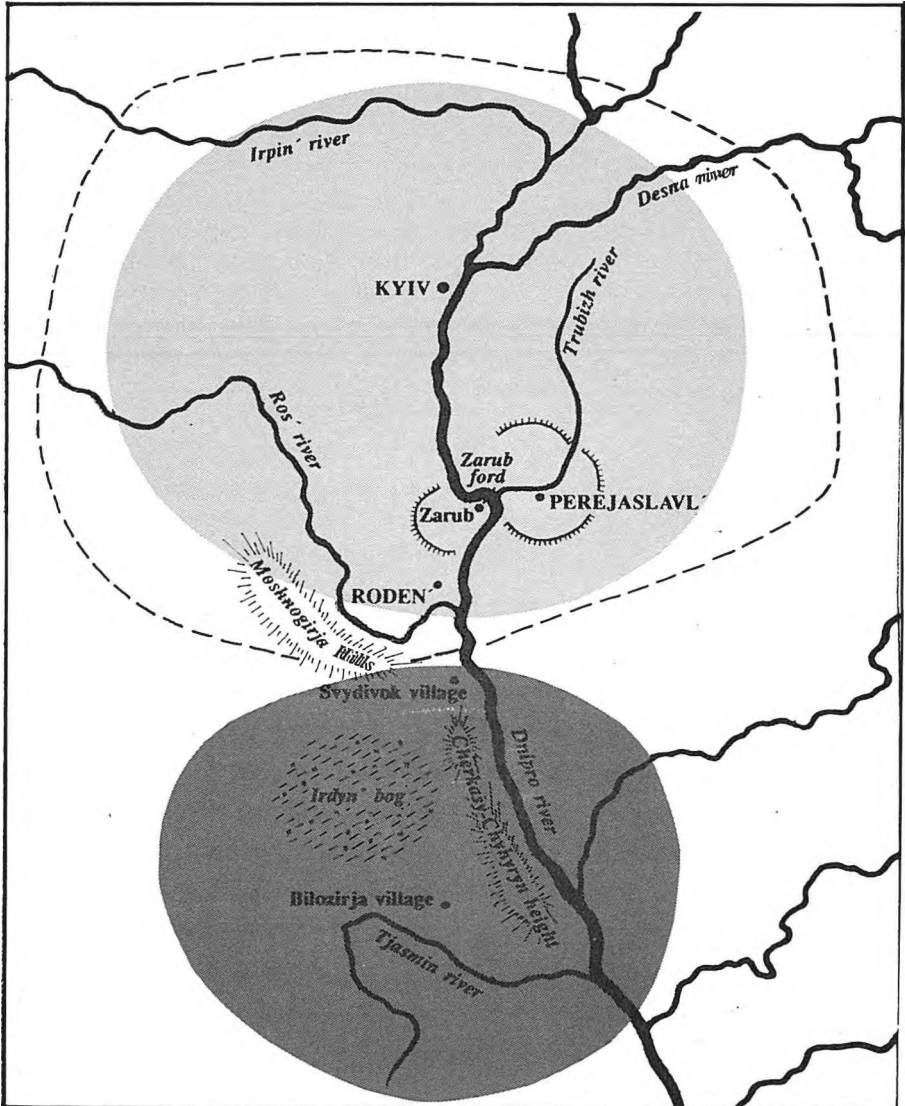 Irpin´ river
Desna river
KYIV
Trubizh river
Ros´ river
Zarub
ford
Zarub
PEREJASLAVL´
RODEN´
Moshnogirja Hills
Svydivok village
Cherkasy-Chyhyryn height
Dnipro river
Irdyn´ bog
Bilozirja village
Tjasmin river